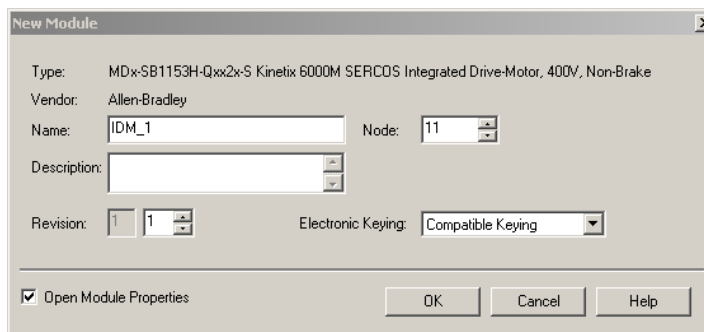 New Module
Type: MDx-SB1153H-Qxx2x-S Kinetix 6000M SERCOS Integrated Drive-Motor, 400V, Non-Brake
Vendor: Allen-Bradley
Name: IDM_1 Node: 11
Description:
Revision: 1 1 Electronic Keying: Compatible Keying
Open Module Properties OK Cancel Help